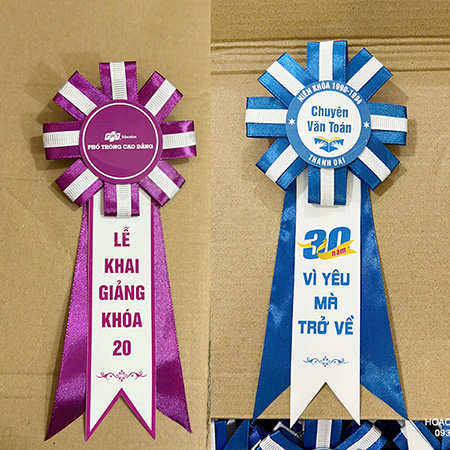 FPT Education
PHỔ THÔNG CAO ĐẲNG
LỄ
KHAI
GIẢNG
KHÓA
20
NIÊN KHÓA 1990-1994
Chuyên
Văn Toán
THANH OAI
30
năm
VÌ YÊU
MÀ
TRỞ VỀ